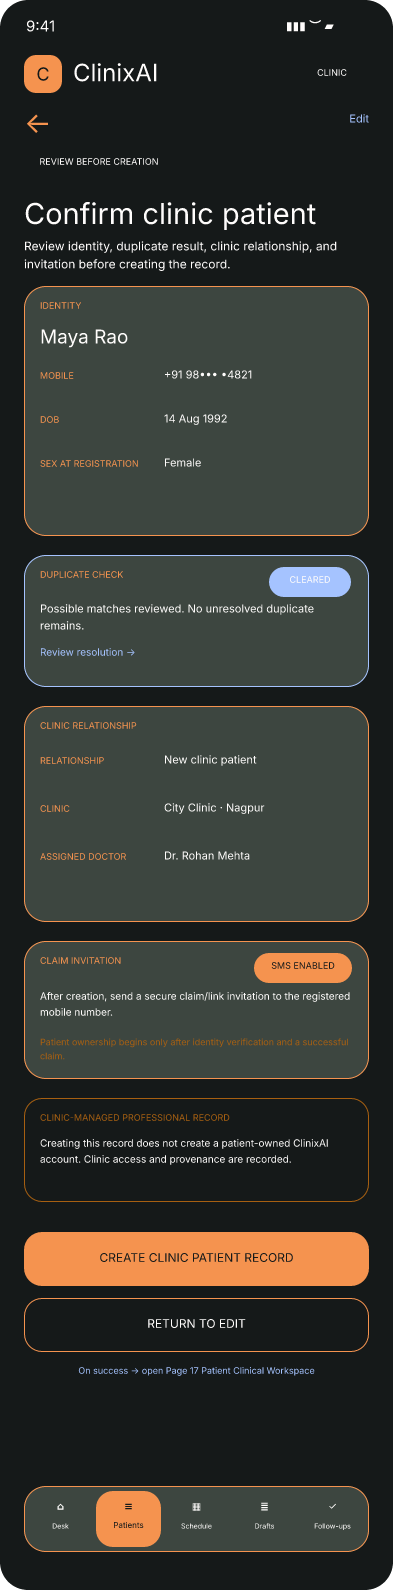 9:41
C ClinixAI
CLINIC
Edit
REVIEW BEFORE CREATION
Confirm clinic patient
Review identity, duplicate result, clinic relationship, and
invitation before creating the record.
IDENTITY
Maya Rao
MOBILE +91 98••• •4821
DOB 14 Aug 1992
SEX AT REGISTRATION Female
DUPLICATE CHECK CLEARED
Possible matches reviewed. No unresolved duplicate
remains.
Review resolution →
CLINIC RELATIONSHIP
RELATIONSHIP New clinic patient
CLINIC City Clinic · Nagpur
ASSIGNED DOCTOR Dr. Rohan Mehta
CLAIM INVITATION SMS ENABLED
After creation, send a secure claim/link invitation to the registered
mobile number.
Patient ownership begins only after identity verification and a successful
claim.
CLINIC-MANAGED PROFESSIONAL RECORD
Creating this record does not create a patient-owned ClinixAI
account. Clinic access and provenance are recorded.
CREATE CLINIC PATIENT RECORD
RETURN TO EDIT
On success → open Page 17 Patient Clinical Workspace
Desk Patients Schedule Drafts Follow-ups